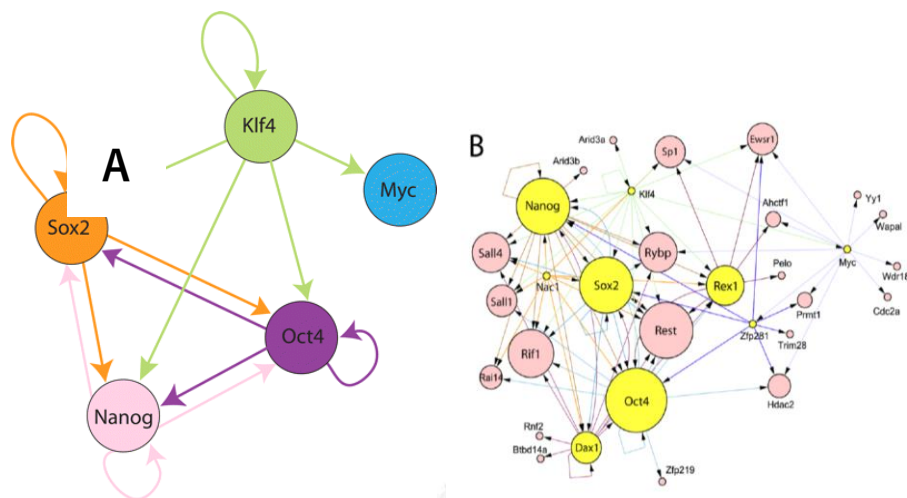 A
Klf4
Myc
Sox2
Oct4
Nanog
B
Arid3a
Sp1
Ewsr1
Arid3b
Klf4
Nanog
Ahctf1
Yy1
Wapal
Sall4
Rybp
Myc
Pelo
Wdr18
Nac1
Sox2
Rex1
Sall1
Prmt1
Cdc2a
Rest
Zfp281
Trim28
Rif1
Rai14
Oct4
Hdac2
Rnf2
Btbd14a
Dax1
Zfp219